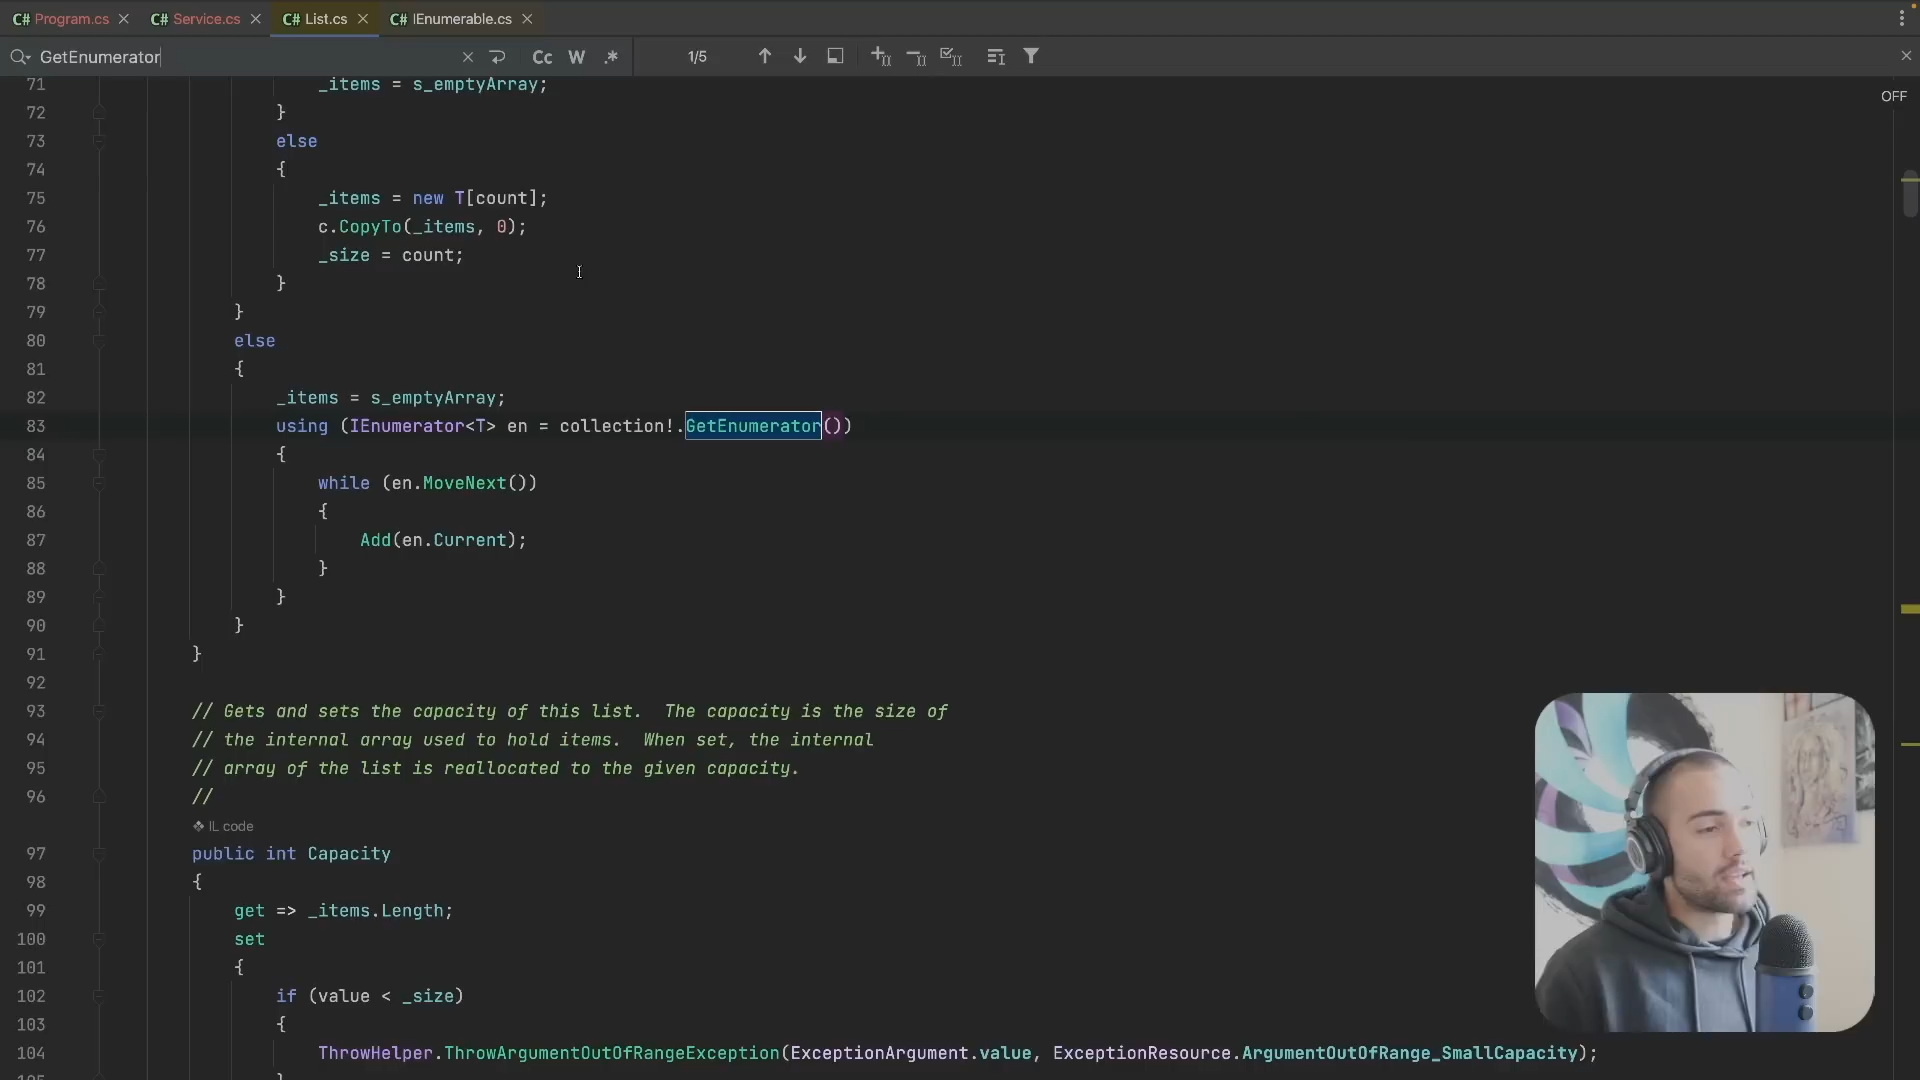 C# Program.cs C# Service.cs C# List.cs C# IEnumerable.cs
GetEnumerator Cc W .* 1/5
OFF
71 _items = s_emptyArray;
72 }
73 else
74 {
75 _items = new T[count];
76 c.CopyTo(_items, 0);
77 _size = count;
78 }
79 }
80 else
81 {
82 _items = s_emptyArray;
83 using (IEnumerator<T> en = collection!.GetEnumerator())
84 {
85 while (en.MoveNext())
86 {
87 Add(en.Current);
88 }
89 }
90 }
91 }
92
93 // Gets and sets the capacity of this list.  The capacity is the size of
94 // the internal array used to hold items.  When set, the internal
95 // array of the list is reallocated to the given capacity.
96 //
IL code
97 public int Capacity
98 {
99 get => _items.Length;
100 set
101 {
102 if (value < _size)
103 {
104 ThrowHelper.ThrowArgumentOutOfRangeException(ExceptionArgument.value, ExceptionResource.ArgumentOutOfRange_SmallCapacity);
105 }